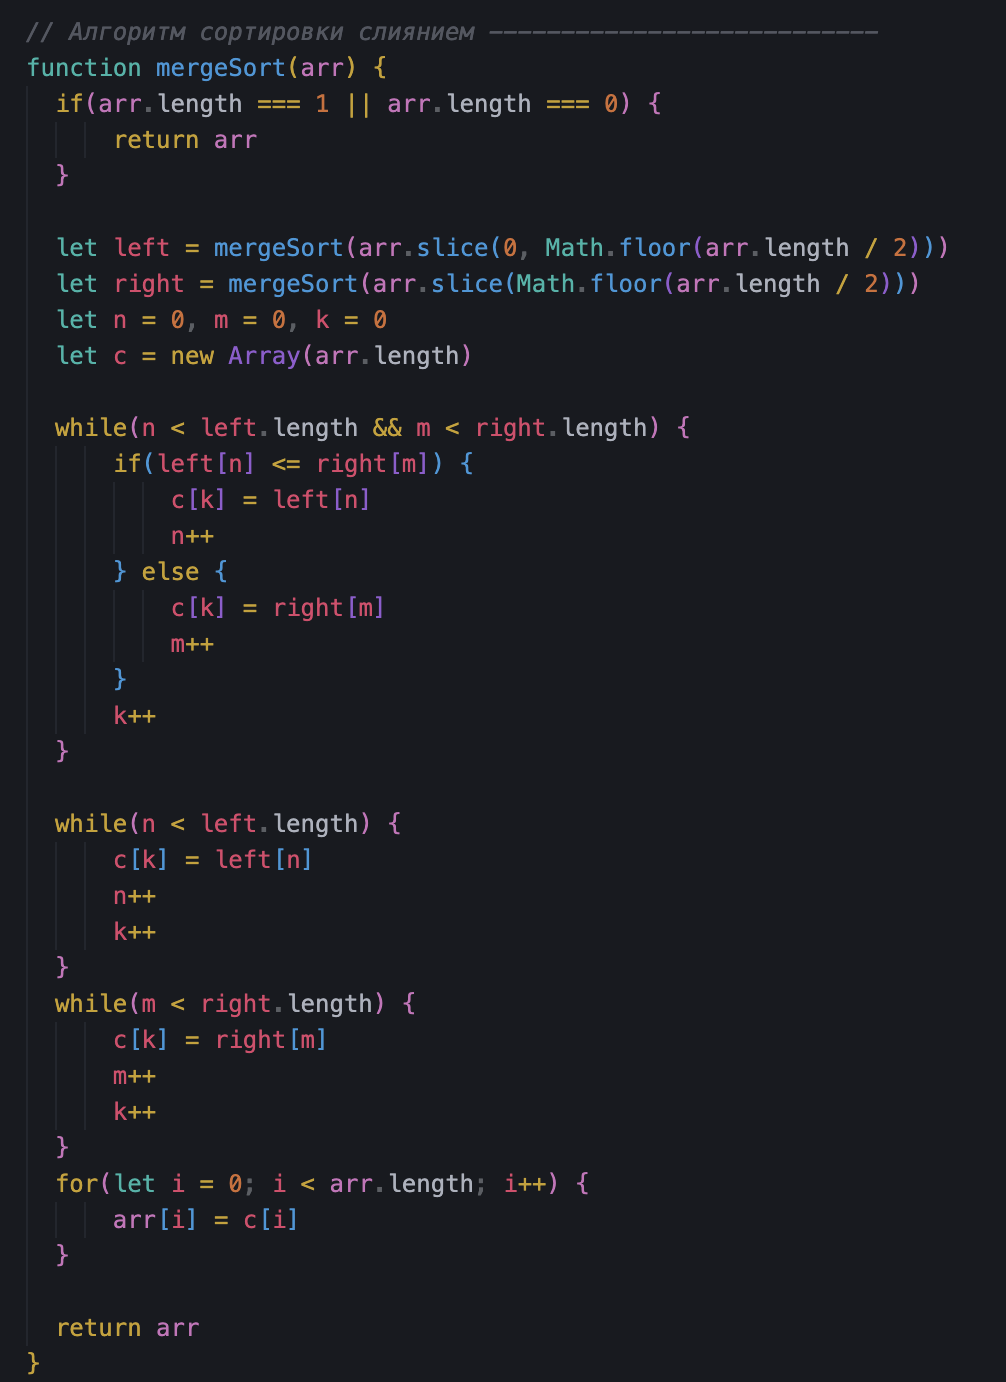 // Алгоритм сортировки слиянием ———————————————————————————
function mergeSort(arr) {
  if(arr.length === 1 || arr.length === 0) {
      return arr
  }

  let left = mergeSort(arr.slice(0, Math.floor(arr.length / 2)))
  let right = mergeSort(arr.slice(Math.floor(arr.length / 2)))
  let n = 0, m = 0, k = 0
  let c = new Array(arr.length)

  while(n < left.length && m < right.length) {
      if(left[n] <= right[m]) {
          c[k] = left[n]
          n++
      } else {
          c[k] = right[m]
          m++
      }
      k++
  }

  while(n < left.length) {
      c[k] = left[n]
      n++
      k++
  }
  while(m < right.length) {
      c[k] = right[m]
      m++
      k++
  }
  for(let i = 0; i < arr.length; i++) {
      arr[i] = c[i]
  }

  return arr
}